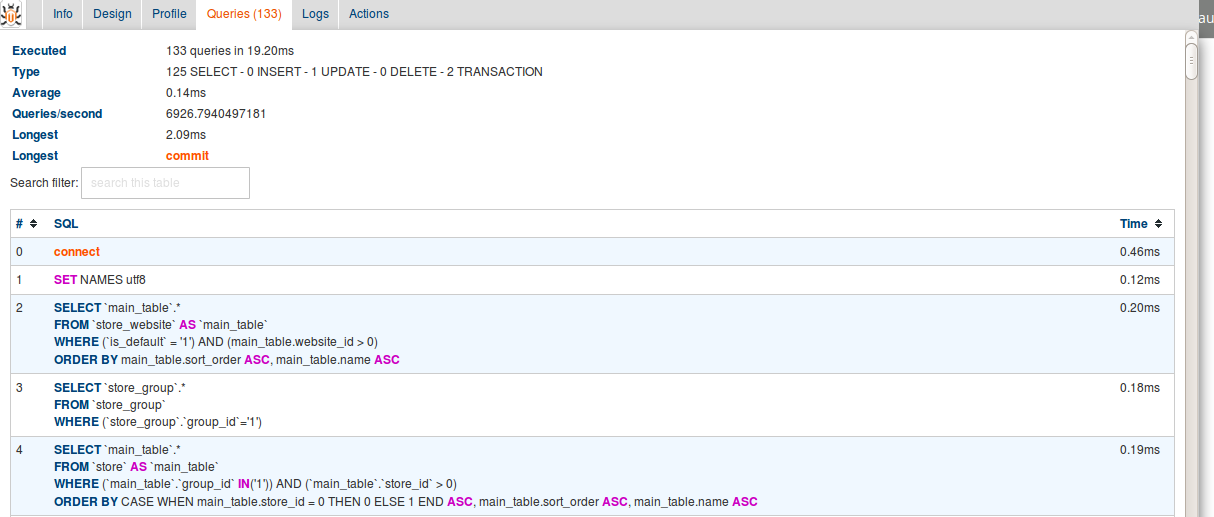 Info Design Profile Queries (133) Logs Actions
au
Executed 133 queries in 19.20ms
Type 125 SELECT - 0 INSERT - 1 UPDATE - 0 DELETE - 2 TRANSACTION
Average 0.14ms
Queries/second 6926.7940497181
Longest 2.09ms
Longest commit
Search filter: search this table
# SQL Time
0 connect 0.46ms
1 SET NAMES utf8 0.12ms
2 SELECT `main_table`.* 0.20ms
FROM `store_website` AS `main_table`
WHERE (`is_default` = '1') AND (main_table.website_id > 0)
ORDER BY main_table.sort_order ASC, main_table.name ASC
3 SELECT `store_group`.* 0.18ms
FROM `store_group`
WHERE (`store_group`.`group_id`='1')
4 SELECT `main_table`.* 0.19ms
FROM `store` AS `main_table`
WHERE (`main_table`.`group_id` IN('1')) AND (`main_table`.`store_id` > 0)
ORDER BY CASE WHEN main_table.store_id = 0 THEN 0 ELSE 1 END ASC, main_table.sort_order ASC, main_table.name ASC